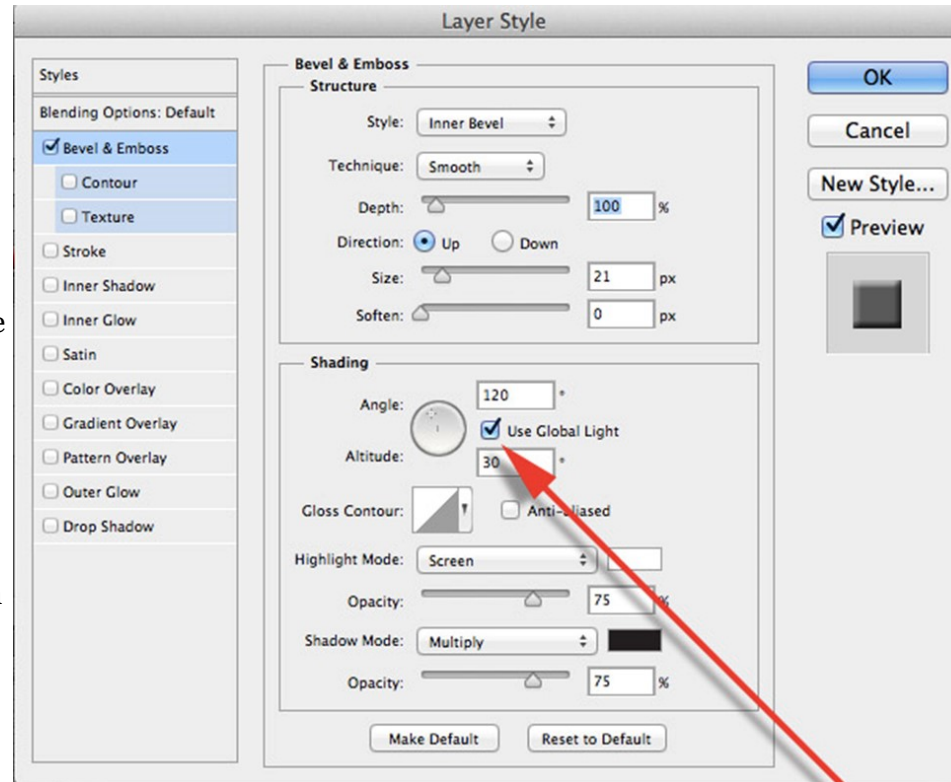 Layer Style
Styles
Blending Options: Default
Bevel & Emboss
Contour
Texture
Stroke
Inner Shadow
Inner Glow
Satin
Color Overlay
Gradient Overlay
Pattern Overlay
Outer Glow
Drop Shadow
Bevel & Emboss
Structure
Style: Inner Bevel
Technique: Smooth
Depth: 100 %
Direction: Up Down
Size: 21 px
Soften: 0 px
Shading
Angle: 120 °
Use Global Light
Altitude: 30 °
Gloss Contour: Anti-aliased
Highlight Mode: Screen
Opacity: 75 %
Shadow Mode: Multiply
Opacity: 75 %
Make Default Reset to Default
OK
Cancel
New Style...
Preview